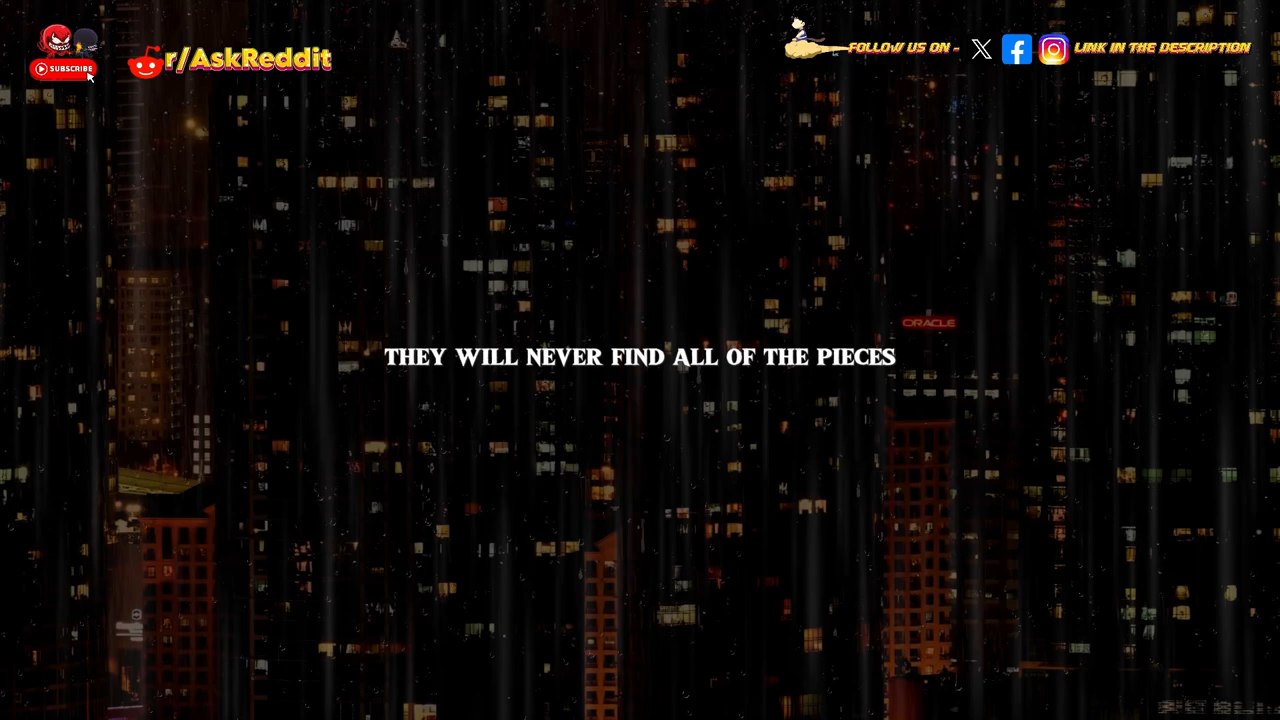 SUBSCRIBE
r/AskReddit
FOLLOW US ON -
LINK IN THE DESCRIPTION
ORACLE
THEY WILL NEVER FIND ALL OF THE PIECES